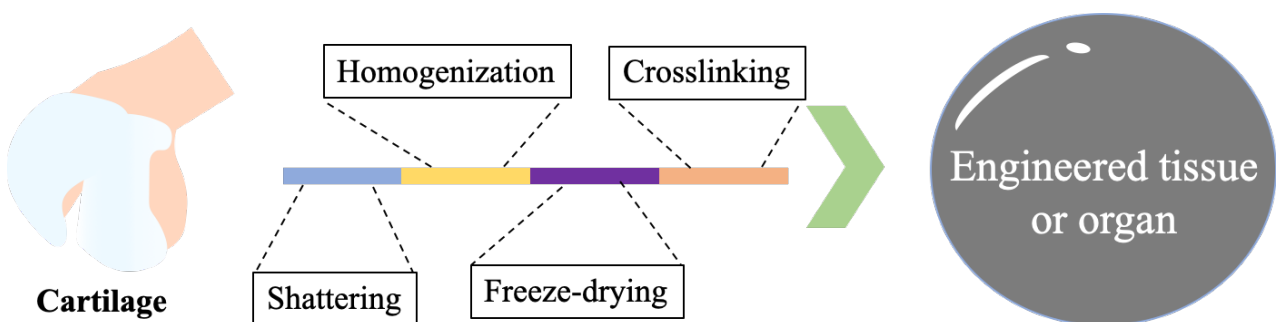 Homogenization
Crosslinking
Engineered tissue
or organ
Shattering
Freeze-drying
Cartilage